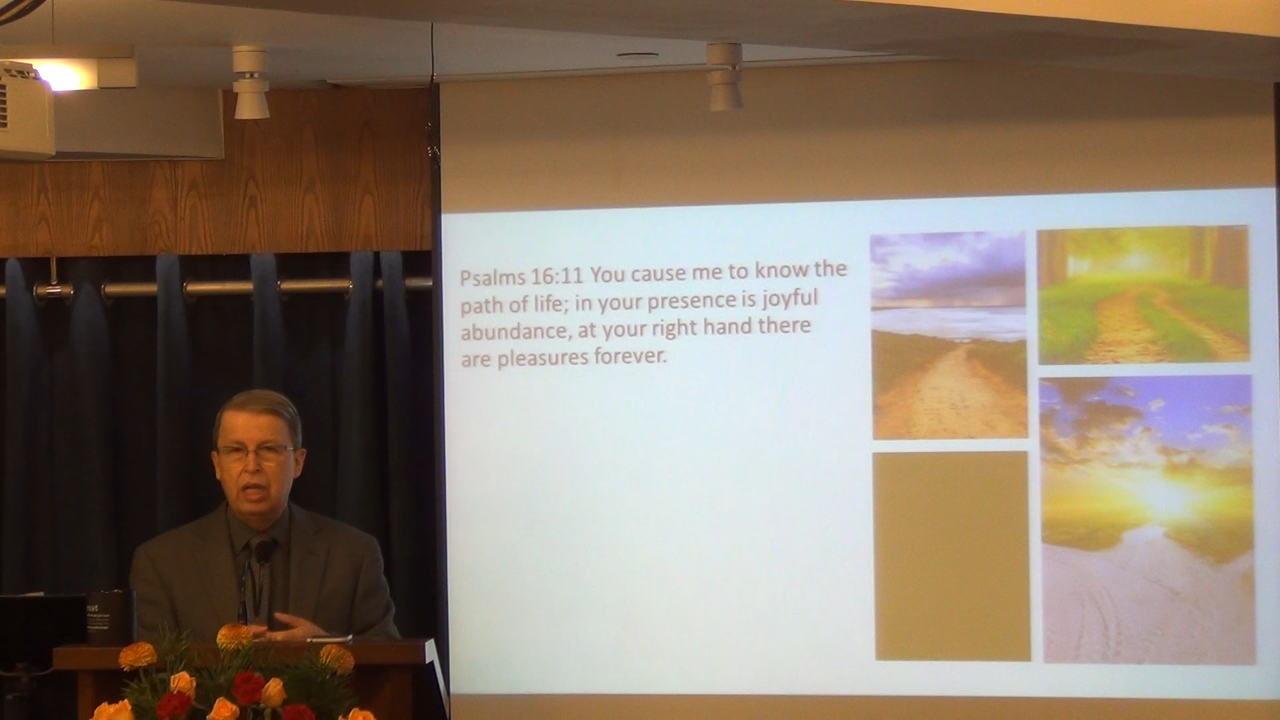 Psalms 16:11 You cause me to know the
path of life; in your presence is joyful
abundance, at your right hand there
are pleasures forever.